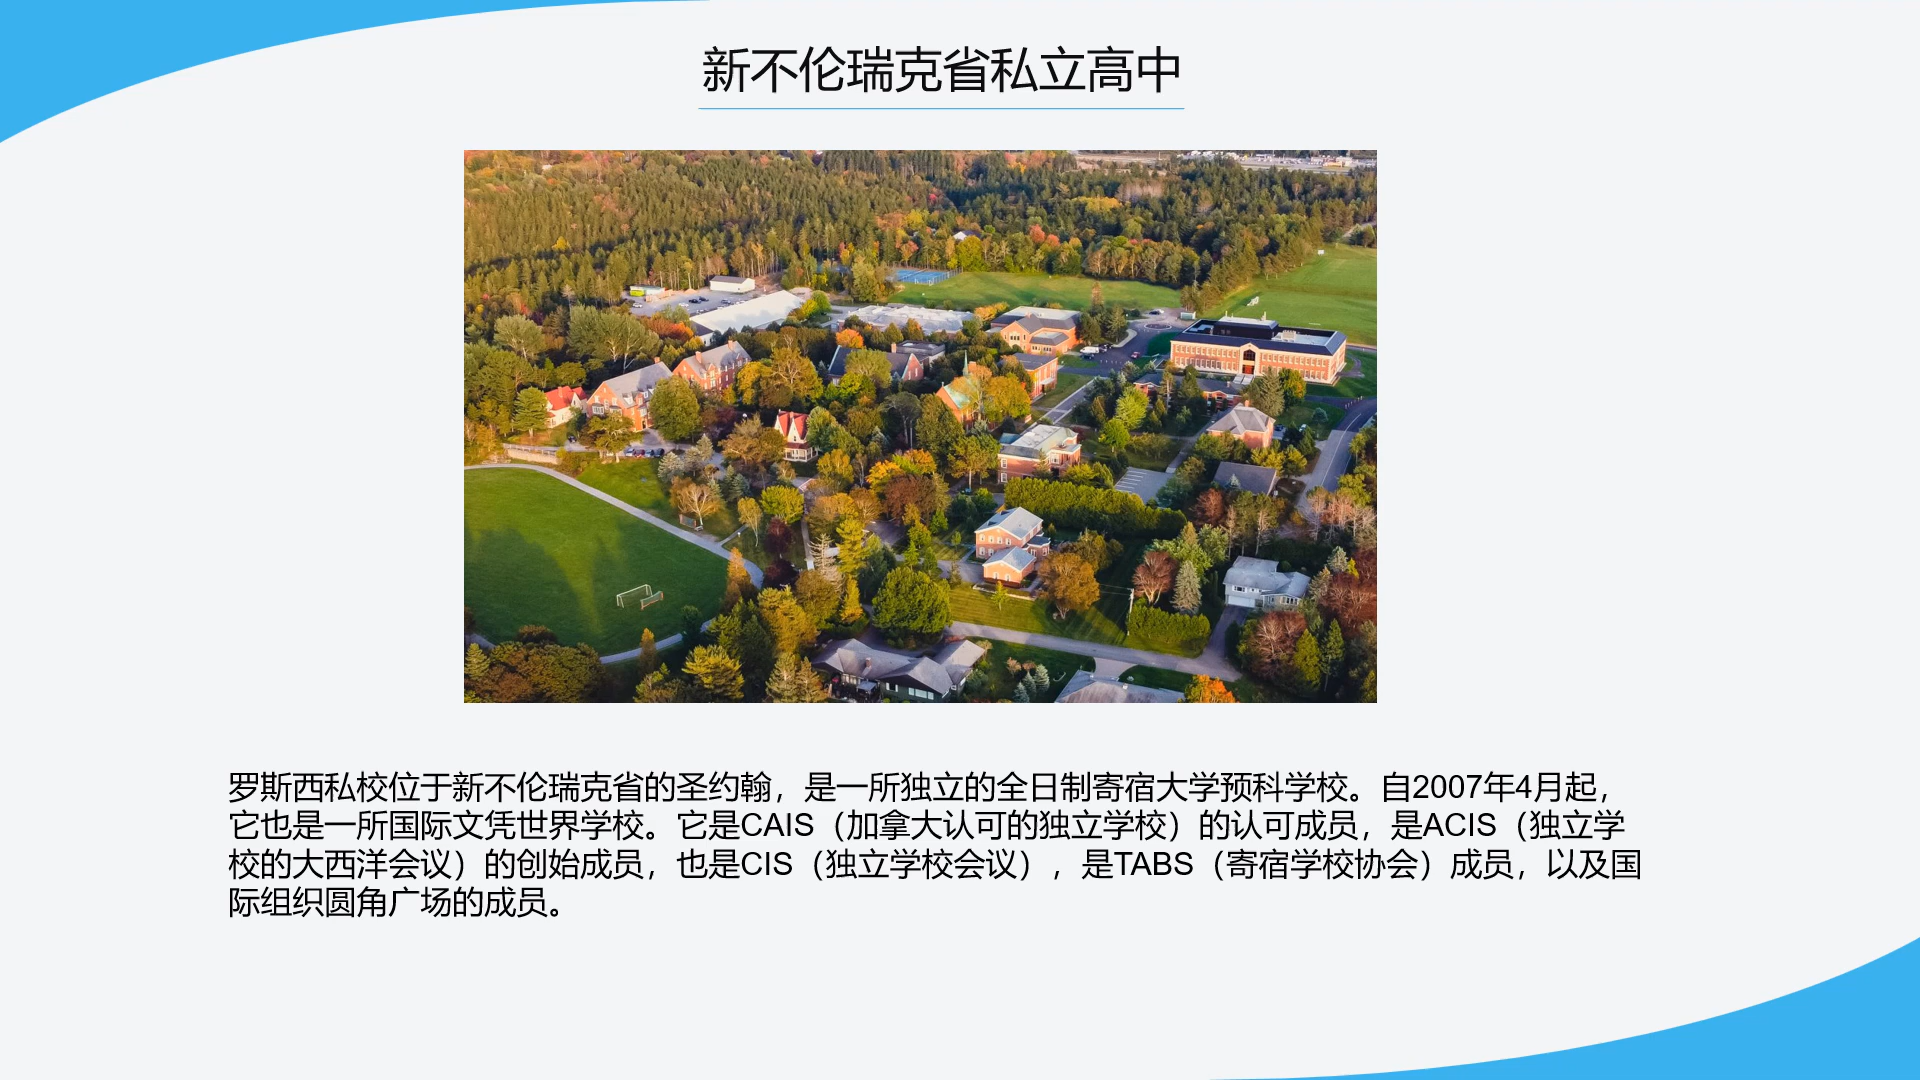 新不伦瑞克省私立高中
罗斯西私校位于新不伦瑞克省的圣约翰，是一所独立的全日制寄宿大学预科学校。自2007年4月起，
它也是一所国际文凭世界学校。它是CAIS（加拿大认可的独立学校）的认可成员，是ACIS（独立学
校的大西洋会议）的创始成员，也是CIS（独立学校会议），是TABS（寄宿学校协会）成员，以及国
际组织圆角广场的成员。